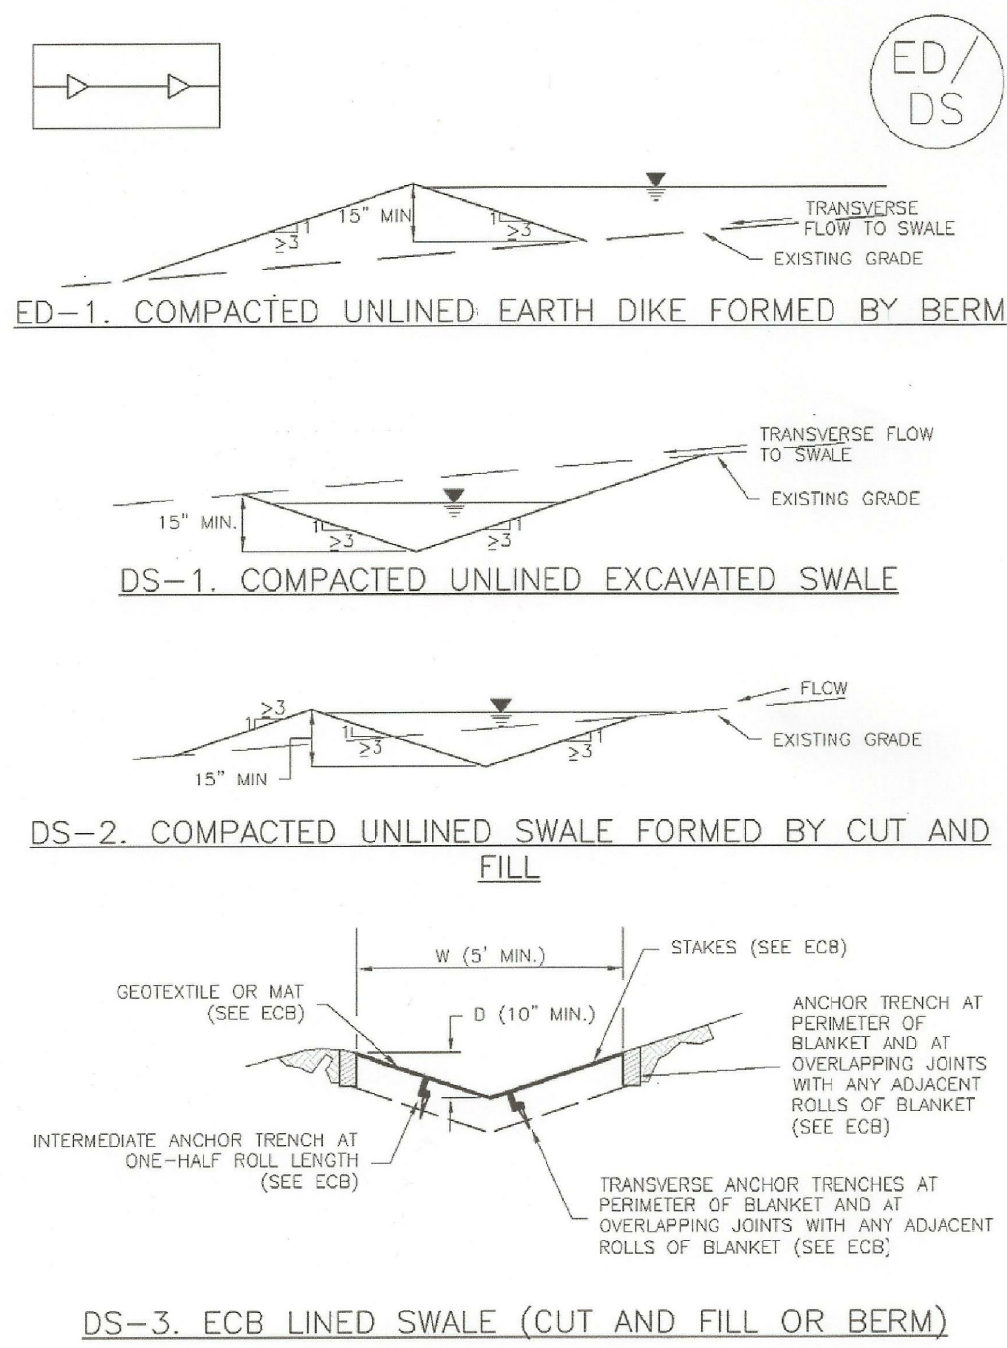 ED/
DS
15" MIN
1
≥3
1
≥3
TRANSVERSE
FLOW TO SWALE
EXISTING GRADE
ED-1. COMPACTED UNLINED EARTH DIKE FORMED BY BERM
TRANSVERSE FLOW
TO SWALE
EXISTING GRADE
15" MIN.
1
≥3
1
≥3
DS-1. COMPACTED UNLINED EXCAVATED SWALE
FLOW
≥3
1
1
≥3
1
≥3
EXISTING GRADE
15" MIN
DS-2. COMPACTED UNLINED SWALE FORMED BY CUT AND
FILL
W (5' MIN.)
STAKES (SEE ECB)
GEOTEXTILE OR MAT
(SEE ECB)
D (10" MIN.)
ANCHOR TRENCH AT
PERIMETER OF
BLANKET AND AT
OVERLAPPING JOINTS
WITH ANY ADJACENT
ROLLS OF BLANKET
(SEE ECB)
INTERMEDIATE ANCHOR TRENCH AT
ONE-HALF ROLL LENGTH
(SEE ECB)
TRANSVERSE ANCHOR TRENCHES AT
PERIMETER OF BLANKET AND AT
OVERLAPPING JOINTS WITH ANY ADJACENT
ROLLS OF BLANKET (SEE ECB)
DS-3. ECB LINED SWALE (CUT AND FILL OR BERM)